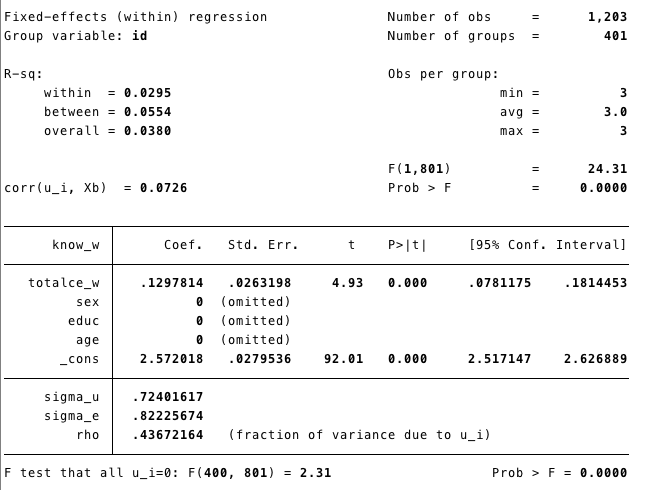 Fixed-effects (within) regression Number of obs = 1,203
Group variable: id Number of groups = 401
R-sq: Obs per group:
within = 0.0295 min = 3
between = 0.0554 avg = 3.0
overall = 0.0380 max = 3
F(1,801) = 24.31
corr(u_i, Xb) = 0.0726 Prob > F = 0.0000
know_w Coef. Std. Err. t P>|t| [95% Conf. Interval]
totalce_w .1297814 .0263198 4.93 0.000 .0781175 .1814453
sex 0 (omitted)
educ 0 (omitted)
age 0 (omitted)
_cons 2.572018 .0279536 92.01 0.000 2.517147 2.626889
sigma_u .72401617
sigma_e .82225674
rho .43672164 (fraction of variance due to u_i)
F test that all u_i=0: F(400, 801) = 2.31 Prob > F = 0.0000